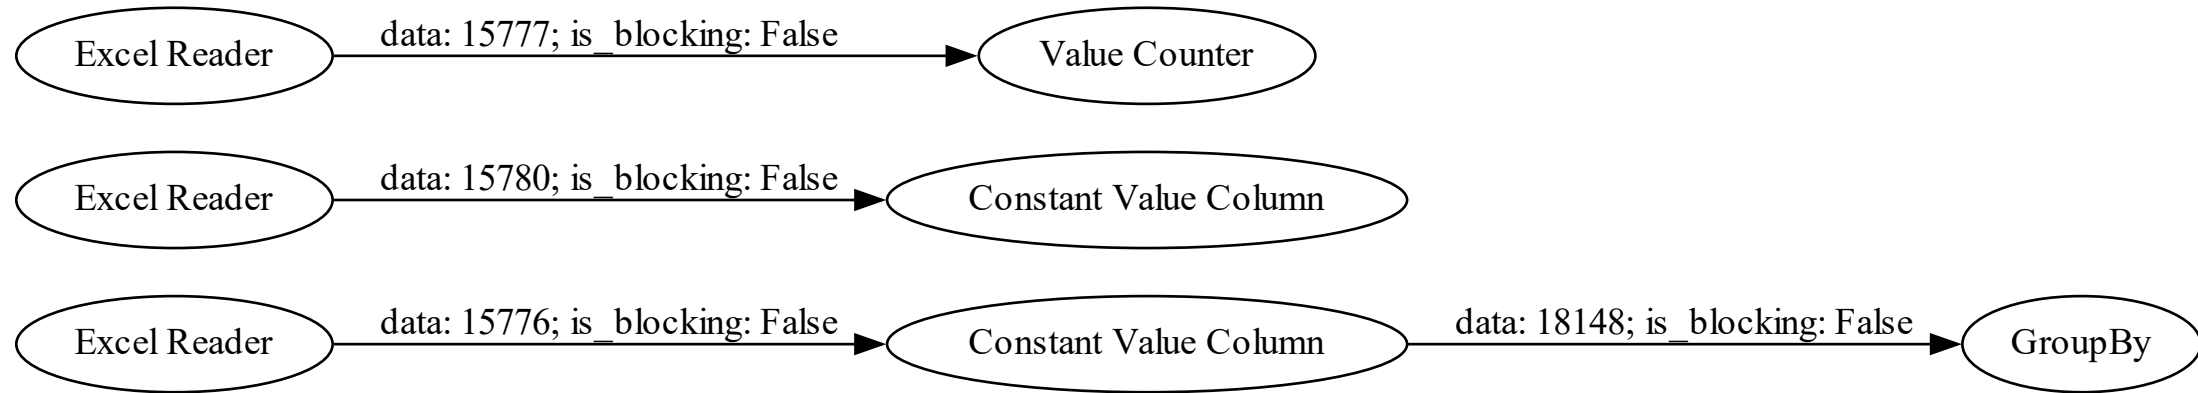 Excel Reader data: 15777; is_blocking: False Value Counter
Excel Reader data: 15780; is_blocking: False Constant Value Column
Excel Reader data: 15776; is_blocking: False Constant Value Column data: 18148; is_blocking: False GroupBy